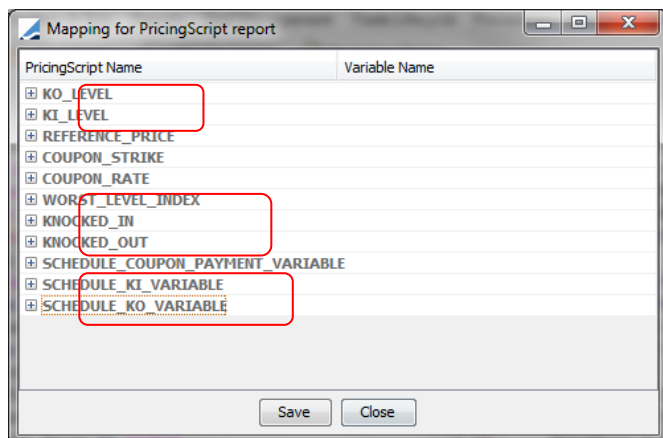 Mapping for PricingScript report
PricingScript Name Variable Name
KO_LEVEL
KI_LEVEL
REFERENCE_PRICE
COUPON_STRIKE
COUPON_RATE
WORST_LEVEL_INDEX
KNOCKED_IN
KNOCKED_OUT
SCHEDULE_COUPON_PAYMENT_VARIABLE
SCHEDULE_KI_VARIABLE
SCHEDULE_KO_VARIABLE
Save Close